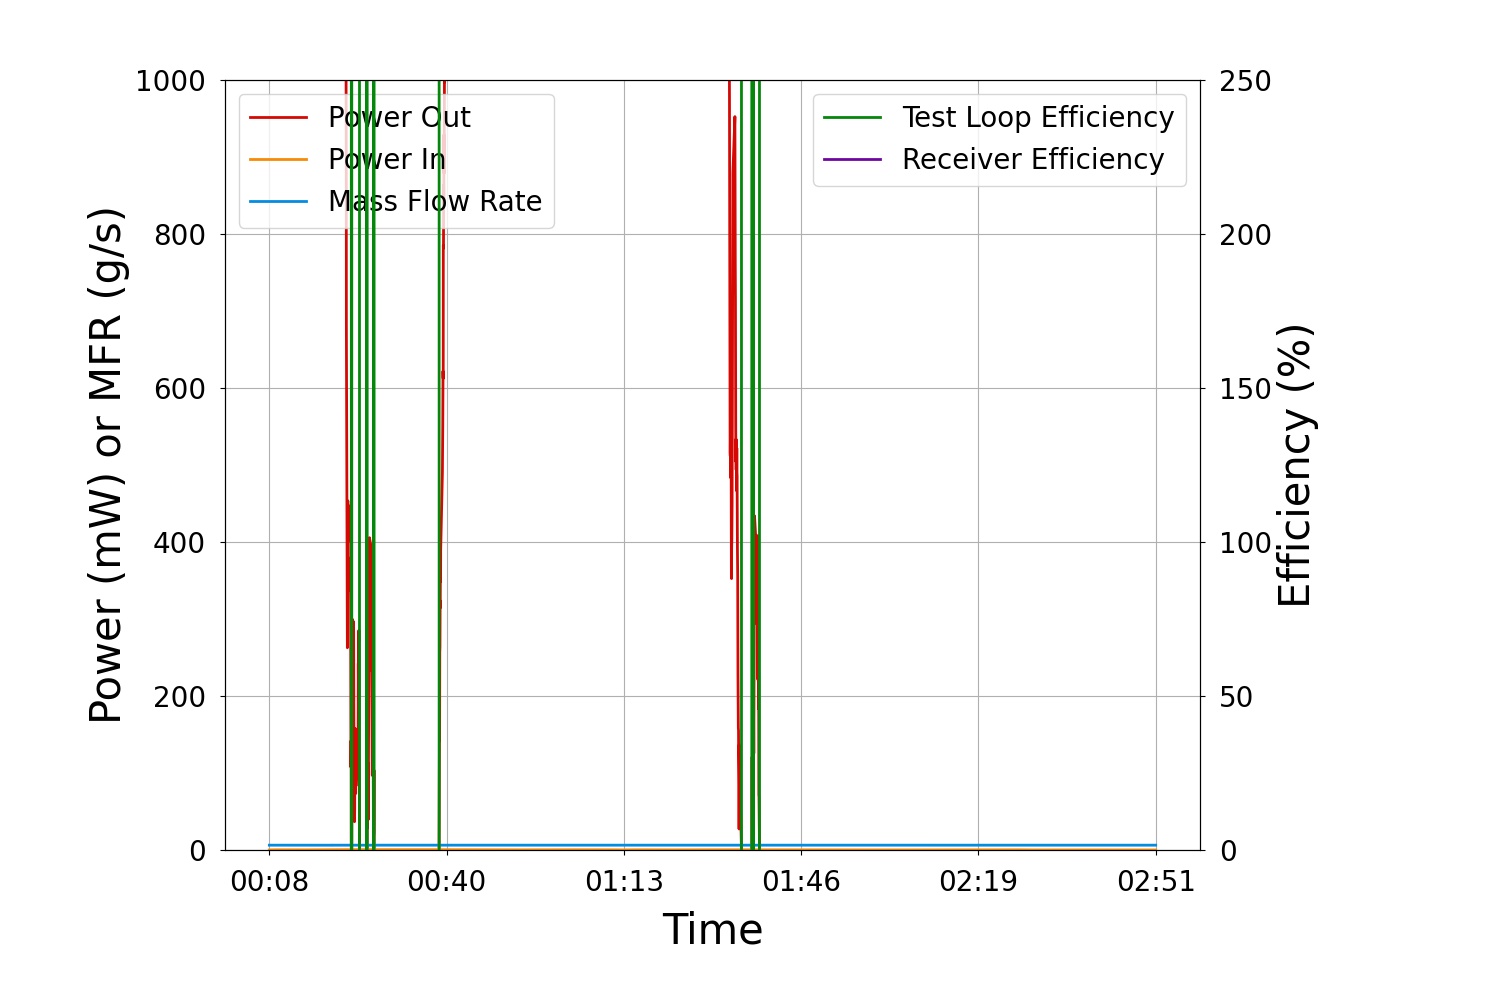 1000
800
600
400
200
0
Power (mW) or MFR (g/s)
Power Out
Power In
Mass Flow Rate
Test Loop Efficiency
Receiver Efficiency
250
200
150
100
50
0
Efficiency (%)
00:08 00:40 01:13 01:46 02:19 02:51
Time